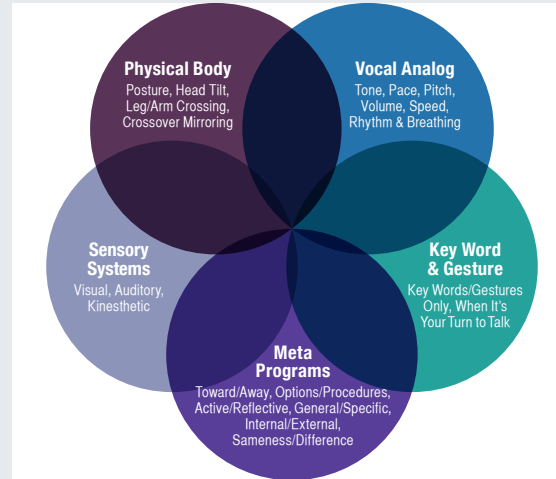 Physical Body
Posture, Head Tilt,
Leg/Arm Crossing,
Crossover Mirroring
Vocal Analog
Tone, Pace, Pitch,
Volume, Speed,
Rhythm & Breathing
Sensory
Systems
Visual, Auditory,
Kinesthetic
Key Word
& Gesture
Key Words/Gestures
Only, When It's
Your Turn to Talk
Meta
Programs
Toward/Away, Options/Procedures,
Active/Reflective, General/Specific,
Internal/External,
Sameness/Difference